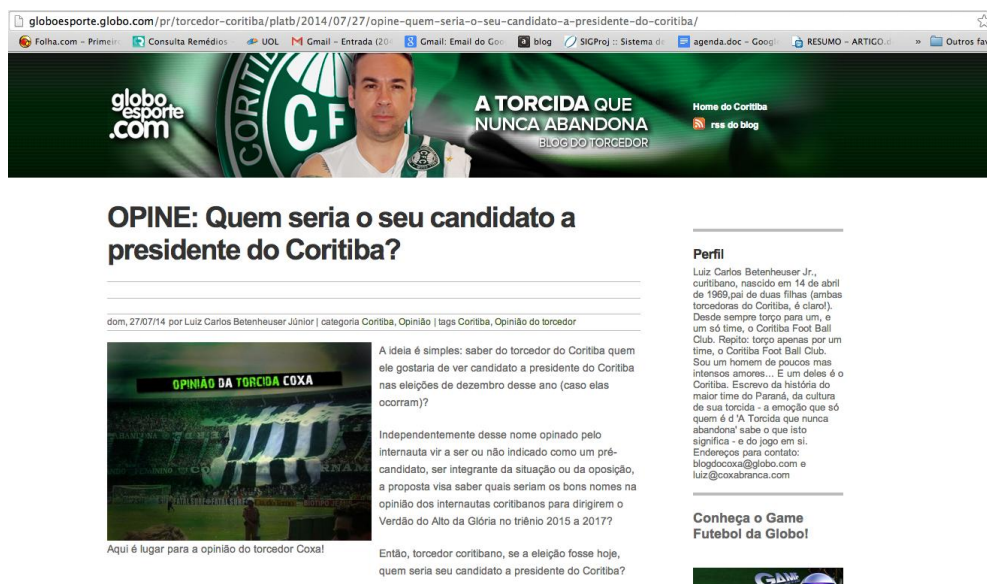 globoesporte.globo.com/pr/torcedor-coritiba/platb/2014/07/27/opine-quem-seria-o-seu-candidato-a-presidente-do-coritiba/
Folha.com – Primeir
Consulta Remédios
UOL
Gmail – Entrada (20
Gmail: Email do Goo
blog
SIGProj :: Sistema de
agenda.doc – Googl
RESUMO – ARTIGO.d
»
Outros fav
globo
esporte
.com
CORITIBA
CF
A TORCIDA QUE
NUNCA ABANDONA
BLOG DO TORCEDOR
Home do Coritiba
rss do blog
OPINE: Quem seria o seu candidato a
presidente do Coritiba?
dom, 27/07/14 por Luiz Carlos Betenheuser Júnior | categoria Coritiba, Opinião | tags Coritiba, Opinião do torcedor
OPINIÃO DA TORCIDA COXA
Aqui é lugar para a opinião do torcedor Coxa!
A ideia é simples: saber do torcedor do Coritiba quem
ele gostaria de ver candidato a presidente do Coritiba
nas eleições de dezembro desse ano (caso elas
ocorram)?
Independentemente desse nome opinado pelo
internauta vir a ser ou não indicado como um pré-
candidato, ser integrante da situação ou da oposição,
a proposta visa saber quais seriam os bons nomes na
opinião dos internautas coritibanos para dirigirem o
Verdão do Alto da Glória no triênio 2015 a 2017?
Então, torcedor coritibano, se a eleição fosse hoje,
quem seria seu candidato a presidente do Coritiba?
Perfil
Luiz Carlos Betenheuser Jr.,
curitibano, nascido em 14 de abril
de 1969,pai de duas filhas (ambas
torcedoras do Coritiba, é claro!).
Desde sempre torço para um, e
um só time, o Coritiba Foot Ball
Club. Repito: torço apenas por um
time, o Coritiba Foot Ball Club.
Sou um homem de poucos mas
intensos amores... E um deles é o
Coritiba. Escrevo da história do
maior time do Paraná, da cultura
de sua torcida - a emoção que só
quem é d 'A Torcida que nunca
abandona' sabe o que isto
significa - e do jogo em si.
Endereços para contato:
blogdocoxa@globo.com e
luiz@coxabranca.com
Conheça o Game
Futebol da Globo!
GAME